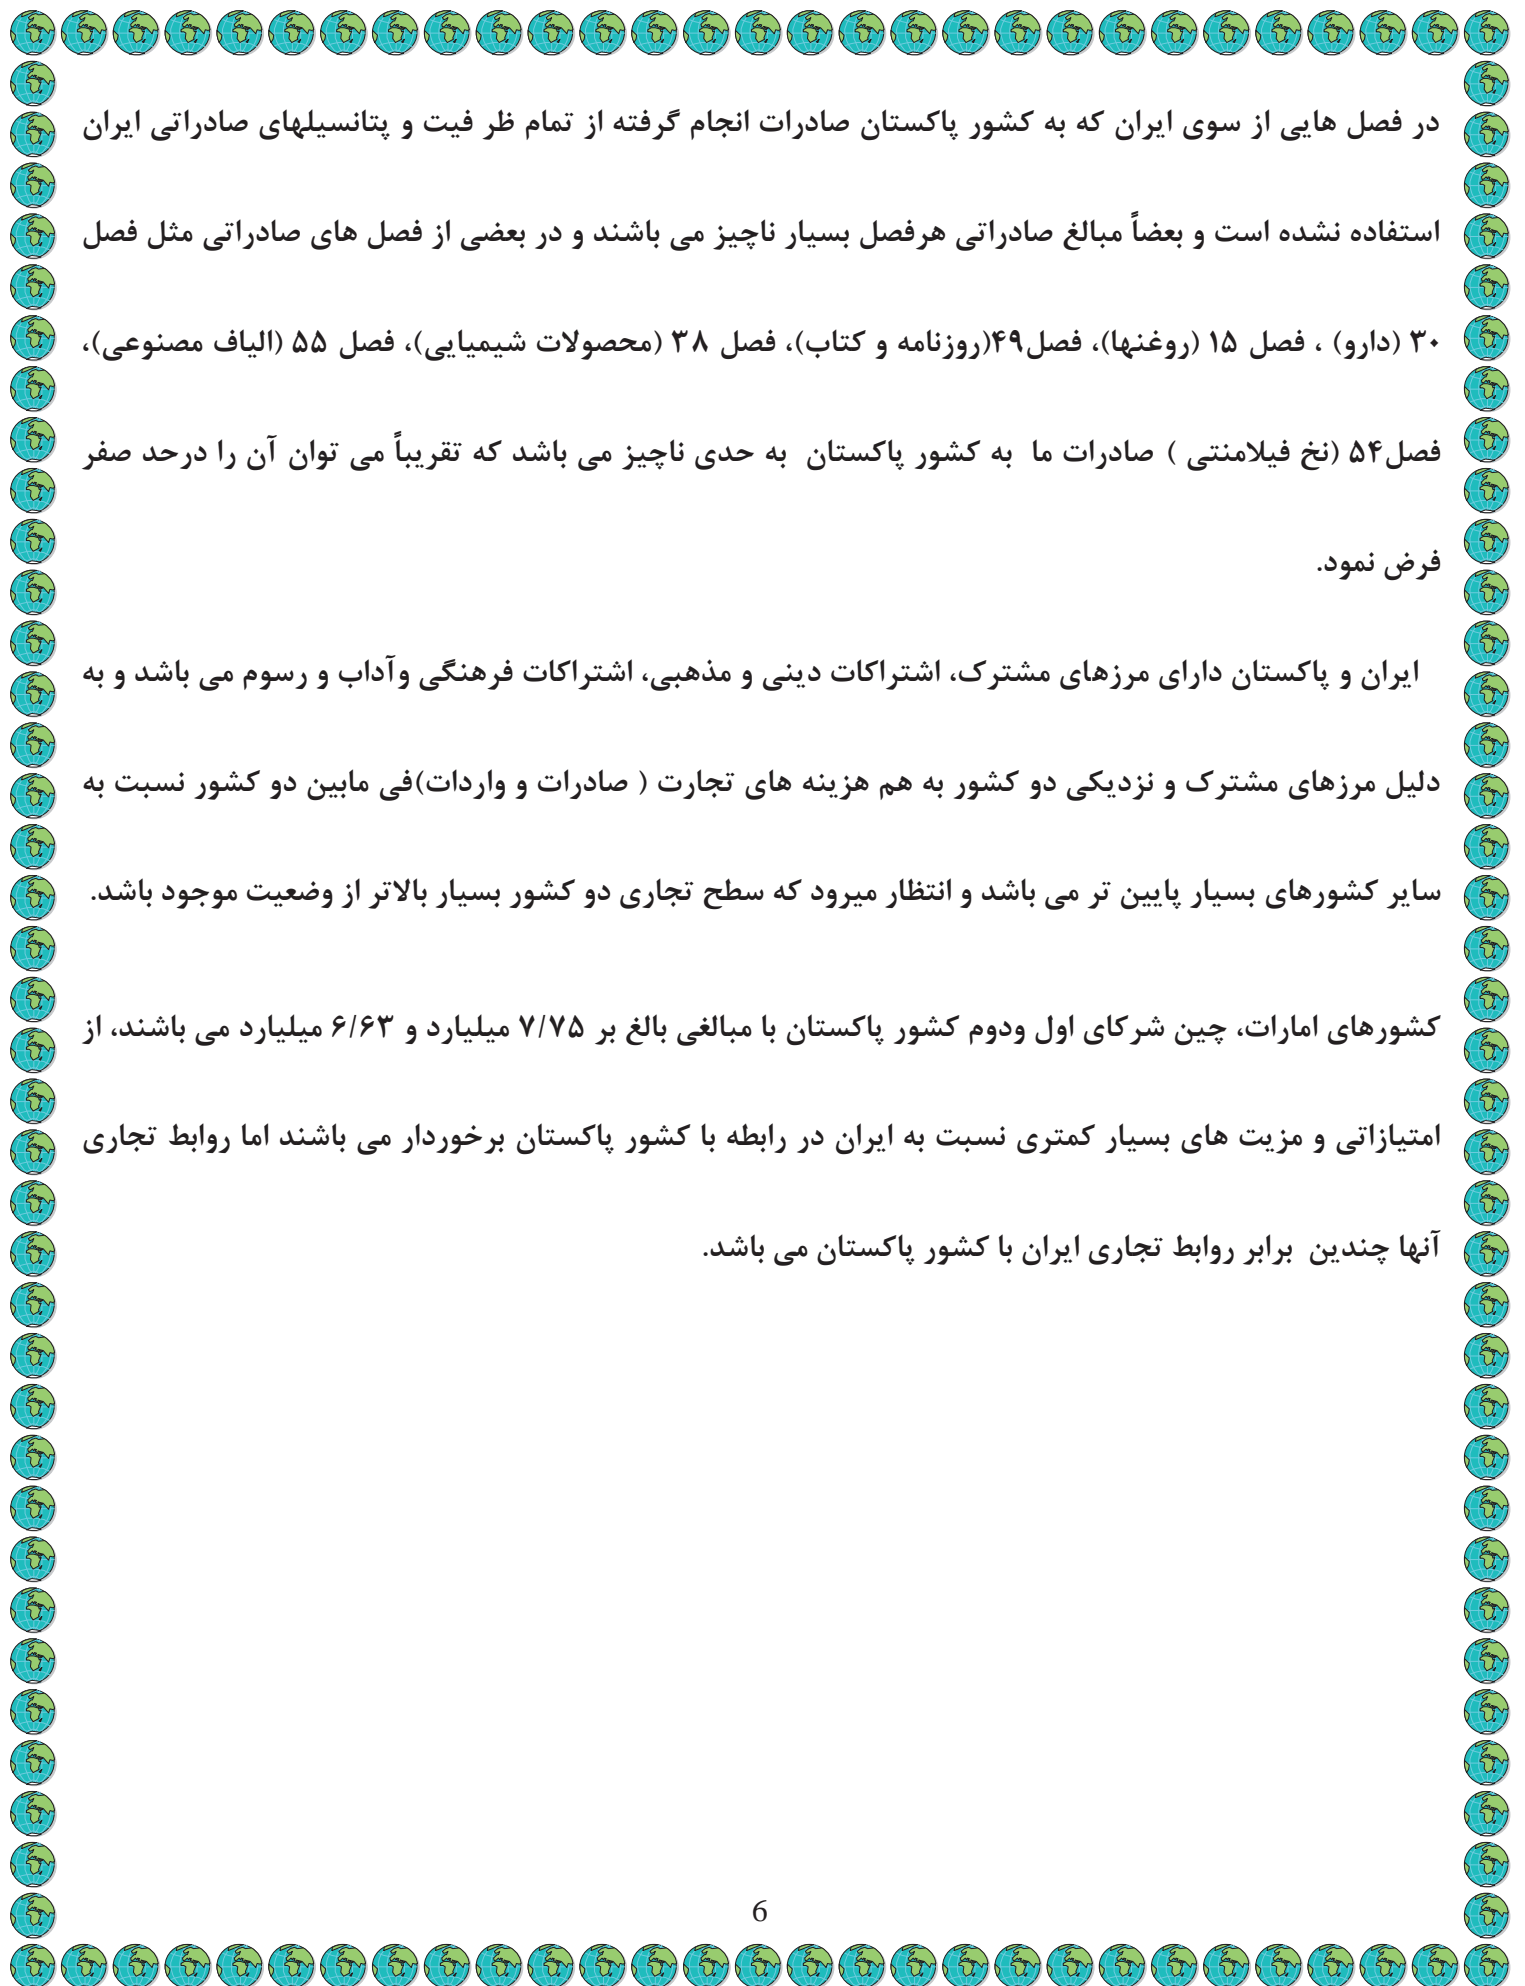 در فصل هایی از سوی ایران که به کشور پاکستان صادرات انجام گرفته از تمام ظر فیت و پتانسیلهای صادراتی ایران
استفاده نشده است و بعضاً مبالغ صادراتی هرفصل بسیار ناچیز می باشند و در بعضی از فصل های صادراتی مثل فصل
۳۰ (دارو) ، فصل ۱۵ (روغنها)، فصل۴۹(روزنامه و کتاب)، فصل ۳۸ (محصولات شیمیایی)، فصل ۵۵ (الیاف مصنوعی)،
فصل۵۴ (نخ فیلامنتی ) صادرات ما به کشور پاکستان به حدی ناچیز می باشد که تقریباً می توان آن را درحد صفر
فرض نمود.
ایران و پاکستان دارای مرزهای مشترک، اشتراکات دینی و مذهبی، اشتراکات فرهنگی وآداب و رسوم می باشد و به
دلیل مرزهای مشترک و نزدیکی دو کشور به هم هزینه های تجارت ( صادرات و واردات)فی مابین دو کشور نسبت به
سایر کشورهای بسیار پایین تر می باشد و انتظار میرود که سطح تجاری دو کشور بسیار بالاتر از وضعیت موجود باشد.
کشورهای امارات، چین شرکای اول ودوم کشور پاکستان با مبالغی بالغ بر ۷/۷۵ میلیارد و ۶/۶۳ میلیارد می باشند، از
امتیازاتی و مزیت های بسیار کمتری نسبت به ایران در رابطه با کشور پاکستان برخوردار می باشند اما روابط تجاری
آنها چندین برابر روابط تجاری ایران با کشور پاکستان می باشد.
6